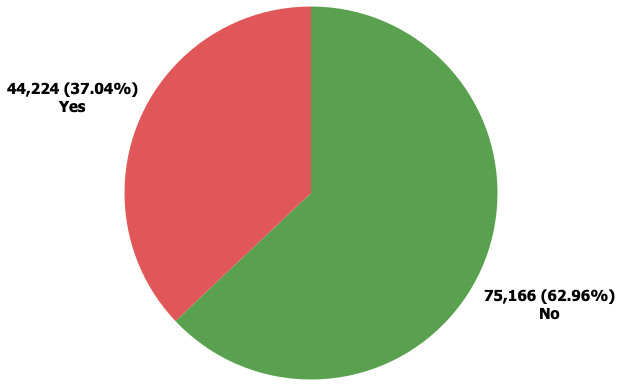 44,224 (37.04%)
Yes
75,166 (62.96%)
No